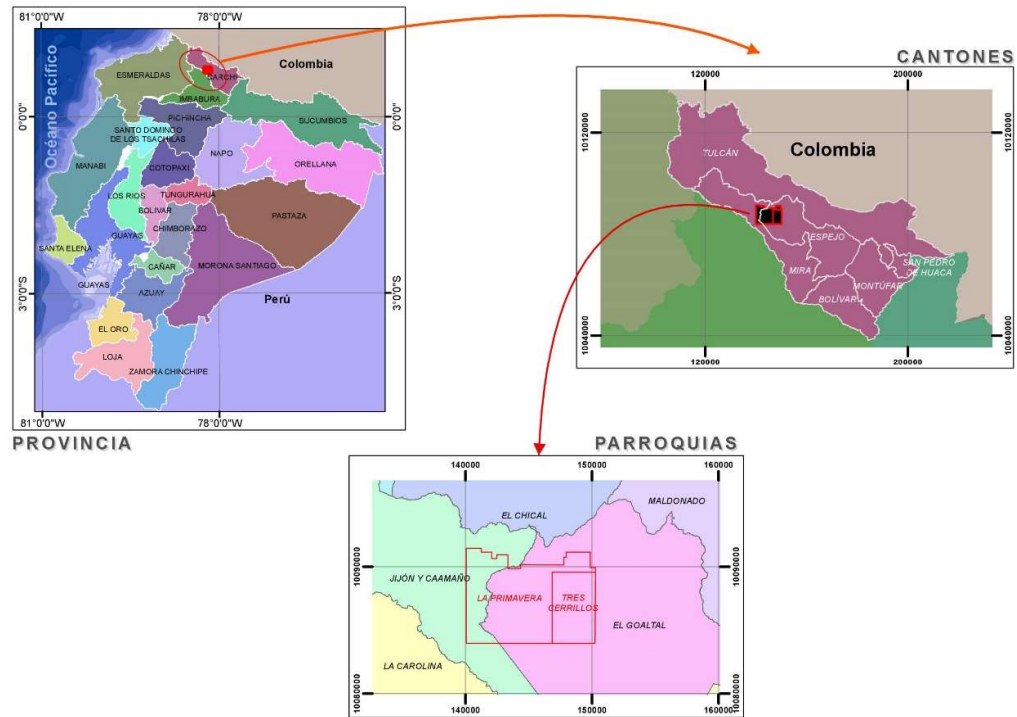 81°0'0"W
78°0'0"W
Océano Pacífico
Colombia
ESMERALDAS
CARCHI
IMBABURA
0°0'0"
0°0'0"
PICHINCHA
SUCUMBIOS
SANTO DOMINGO
DE LOS TSACHILAS
MANABI
NAPO
ORELLANA
COTOPAXI
LOS RIOS
TUNGURAHUA
BOLIVAR
PASTAZA
CHIMBORAZO
GUAYAS
SANTA ELENA
CAÑAR
MORONA SANTIAGO
GUAYAS
AZUAY
3°0'0"
3°0'0"
Perú
EL ORO
LOJA
ZAMORA CHINCHIPE
81°0'0"W
78°0'0"W
PROVINCIA
CANTONES
120000
200000
10120000
10120000
TULCÁN
Colombia
ESPEJO
MIRA
SAN PEDRO
DE HUACA
MONTÚFAR
BOLÍVAR
10040000
10040000
120000
200000
PARROQUIAS
140000
150000
160000
MALDONADO
EL CHICAL
10090000
10090000
JIJÓN Y CAAMAÑO
LA PRIMAVERA
TRES
CERRILLOS
EL GOALTAL
LA CAROLINA
10080000
10080000
140000
150000
160000